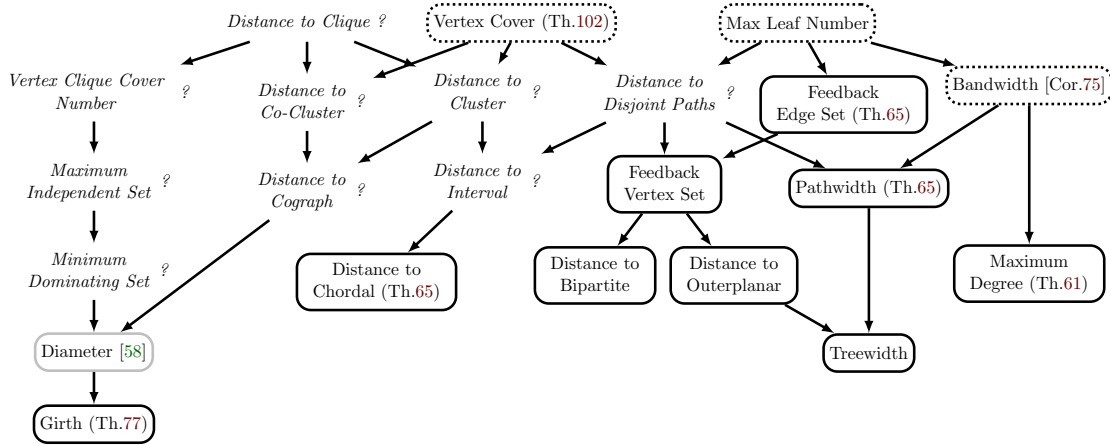 Distance to Clique ?
Vertex Cover (Th.102)
Max Leaf Number
Vertex Clique Cover
Number
?
Distance to
Co-Cluster
?
Distance to
Cluster
?
Distance to
Disjoint Paths
?
Feedback
Edge Set (Th.65)
Bandwidth [Cor.75]
Maximum
Independent Set
?
Distance to
Cograph
?
Distance to
Interval
?
Feedback
Vertex Set
Pathwidth (Th.65)
Minimum
Dominating Set
?
Distance to
Chordal (Th.65)
Distance to
Bipartite
Distance to
Outerplanar
Maximum
Degree (Th.61)
Diameter [58]
Treewidth
Girth (Th.77)